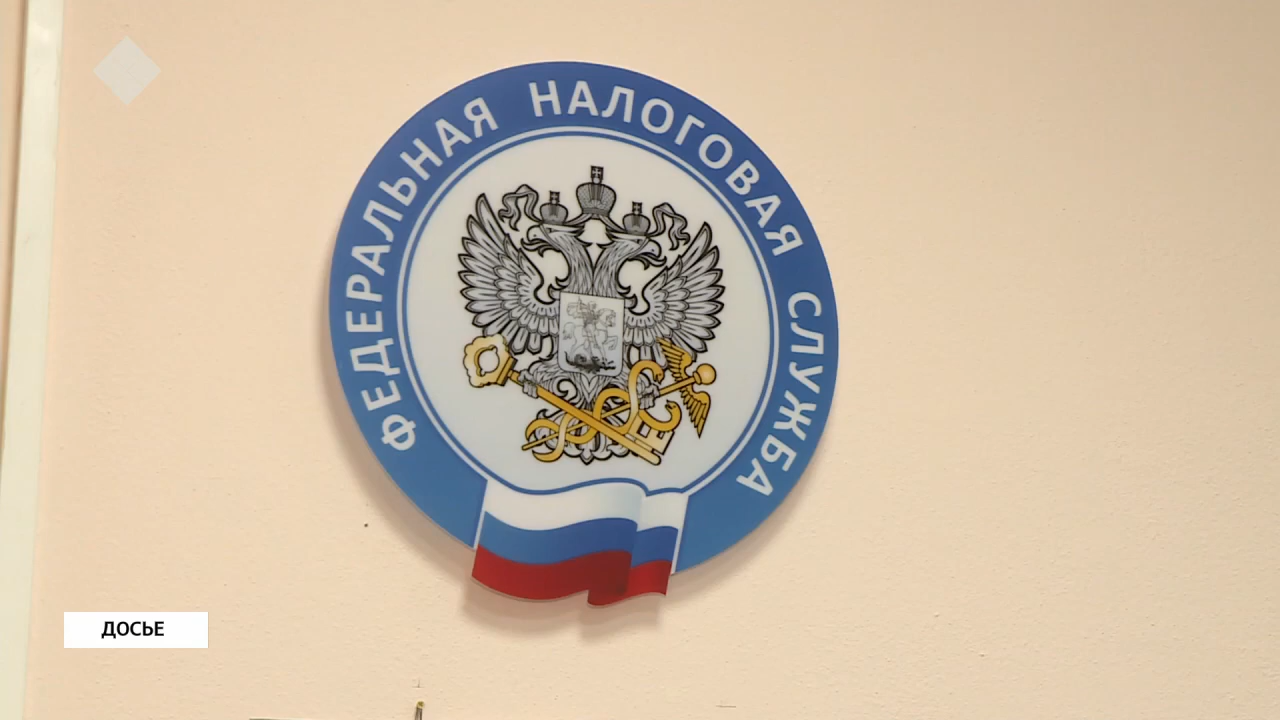 ФЕДЕРАЛЬНАЯ НАЛОГОВАЯ СЛУЖБА
ДОСЬЕ